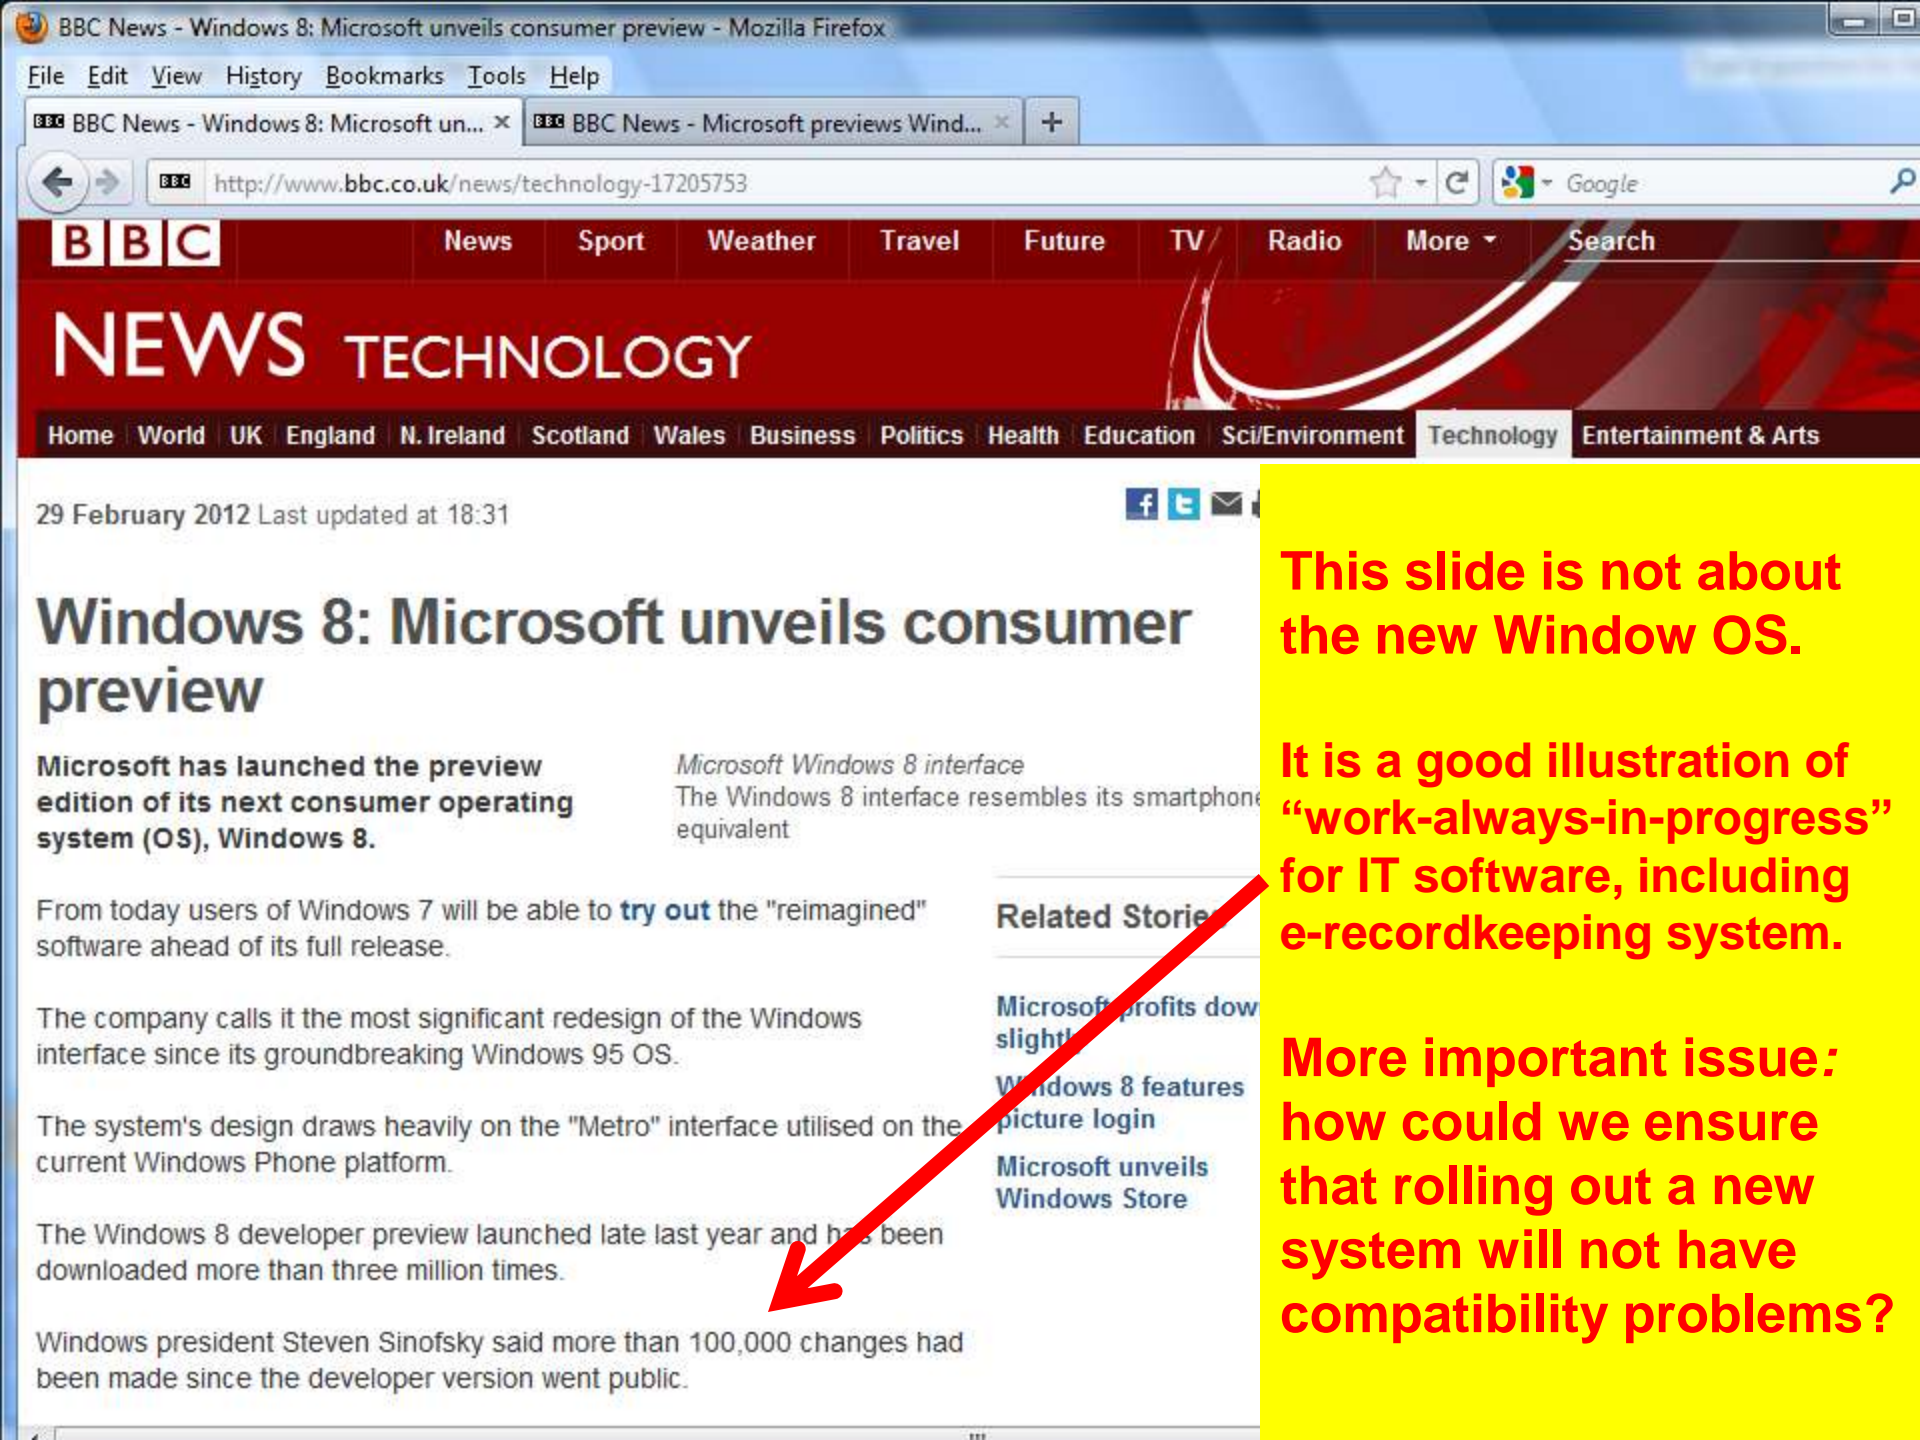 BBC News - Windows 8: Microsoft unveils consumer preview - Mozilla Firefox
File Edit View History Bookmarks Tools Help
BBC BBC News - Windows 8: Microsoft un... × BBC BBC News - Microsoft previews Wind... × +
BBC http://www.bbc.co.uk/news/technology-17205753 Google
BBC News Sport Weather Travel Future TV Radio More Search
NEWS TECHNOLOGY
Home World UK England N. Ireland Scotland Wales Business Politics Health Education Sci/Environment Technology Entertainment & Arts
29 February 2012 Last updated at 18:31
Windows 8: Microsoft unveils consumer
preview
Microsoft has launched the preview
edition of its next consumer operating
system (OS), Windows 8.
Microsoft Windows 8 interface
The Windows 8 interface resembles its smartphone
equivalent
From today users of Windows 7 will be able to try out the "reimagined"
software ahead of its full release.
The company calls it the most significant redesign of the Windows
interface since its groundbreaking Windows 95 OS.
The system's design draws heavily on the "Metro" interface utilised on the
current Windows Phone platform.
The Windows 8 developer preview launched late last year and has been
downloaded more than three million times.
Windows president Steven Sinofsky said more than 100,000 changes had
been made since the developer version went public.
Related Stories
Microsoft profits dow
slightly
Windows 8 features
picture login
Microsoft unveils
Windows Store
This slide is not about
the new Window OS.
It is a good illustration of
“work-always-in-progress”
for IT software, including
e-recordkeeping system.
More important issue:
how could we ensure
that rolling out a new
system will not have
compatibility problems?